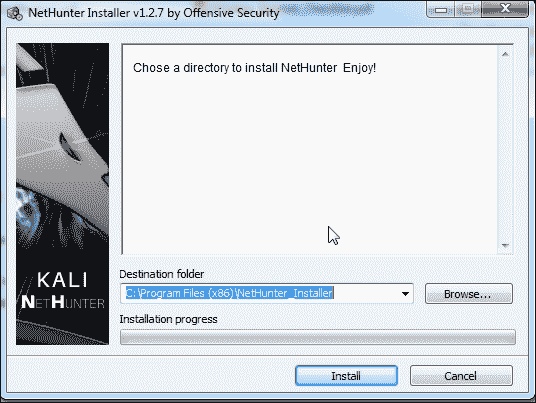 NetHunter Installer v1.2.7 by Offensive Security
Chose a directory to install NetHunter Enjoy!
KALI
NETHUNTER
Destination folder
C:\Program Files (x86)\NetHunter_Installer
Browse...
Installation progress
Install
Cancel